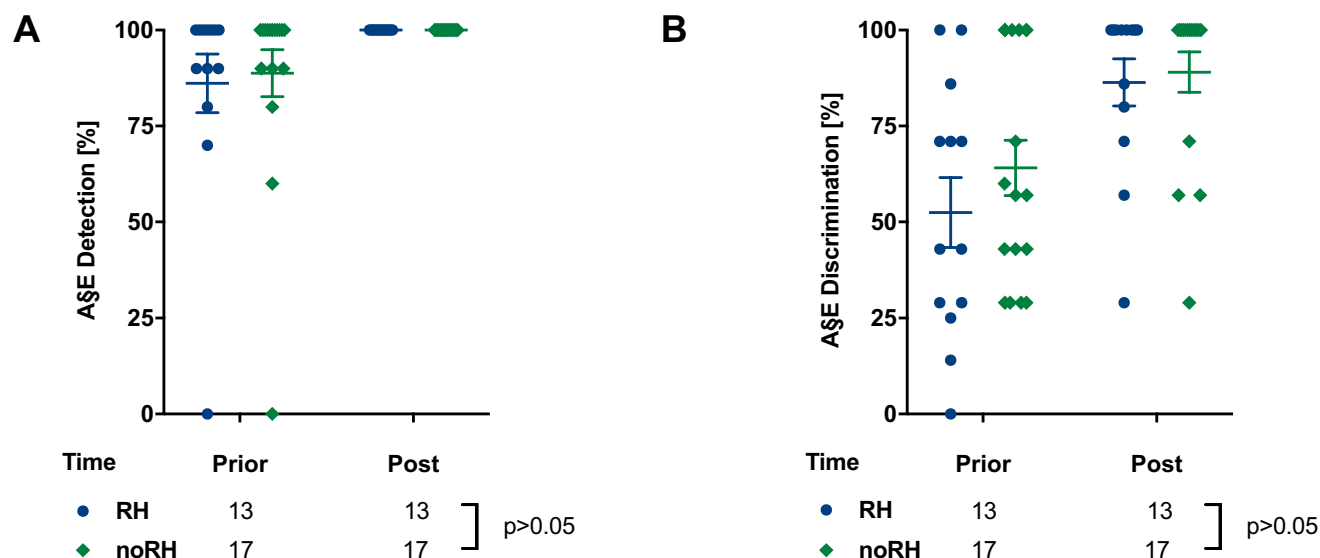 A
A§E Detection [%]
100
75
50
25
0
Time Prior Post
RH 13 13
noRH 17 17
p>0.05
B
A§E Discrimination [%]
100
75
50
25
0
Time Prior Post
RH 13 13
noRH 17 17
p>0.05